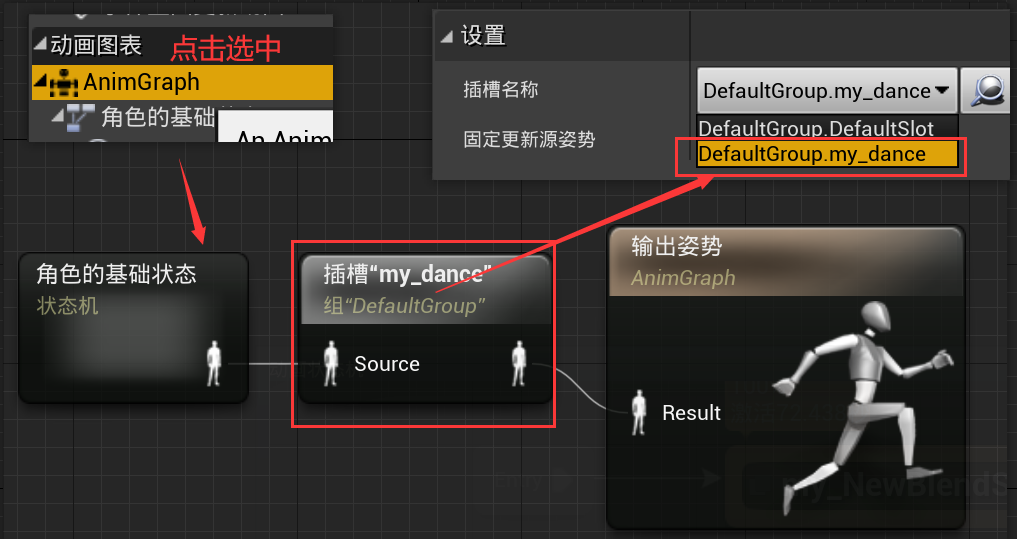 动画图表
点击选中
AnimGraph
角色的基础
An Anim
设置
插槽名称
DefaultGroup.my_dance
固定更新源姿势
DefaultGroup.DefaultSlot
DefaultGroup.my_dance
角色的基础状态
状态机
插槽“my_dance”
组“DefaultGroup”
Source
输出姿势
AnimGraph
Result
My_NewBlendS